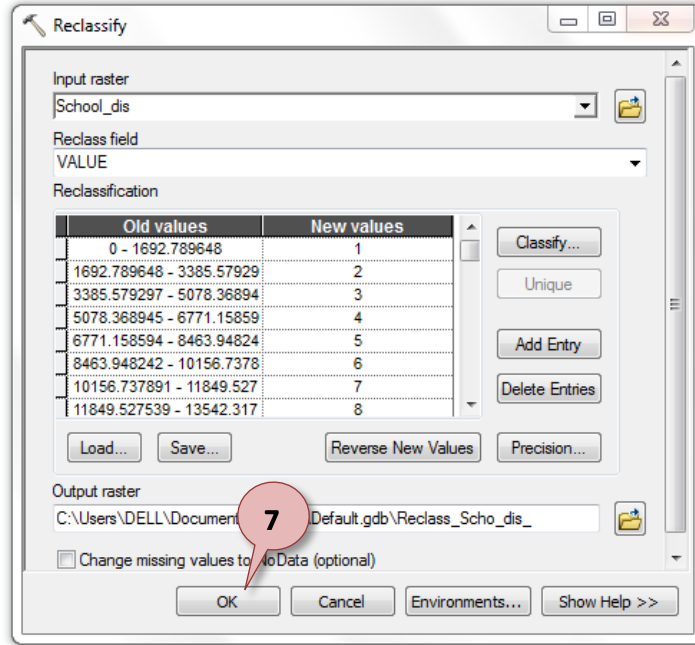 Reclassify
Input raster
School_dis
Reclass field
VALUE
Reclassification
Old values New values
0 - 1692.789648 1
1692.789648 - 3385.57929 2
3385.579297 - 5078.36894 3
5078.368945 - 6771.15859 4
6771.158594 - 8463.94824 5
8463.948242 - 10156.7378 6
10156.737891 - 11849.527 7
11849.527539 - 13542.317 8
Classify...
Unique
Add Entry
Delete Entries
Load... Save... Reverse New Values Precision...
Output raster
C:\Users\DELL\Document 7 Default.gdb\Reclass_Scho_dis_
Change missing values to NoData (optional)
OK Cancel Environments... Show Help >>